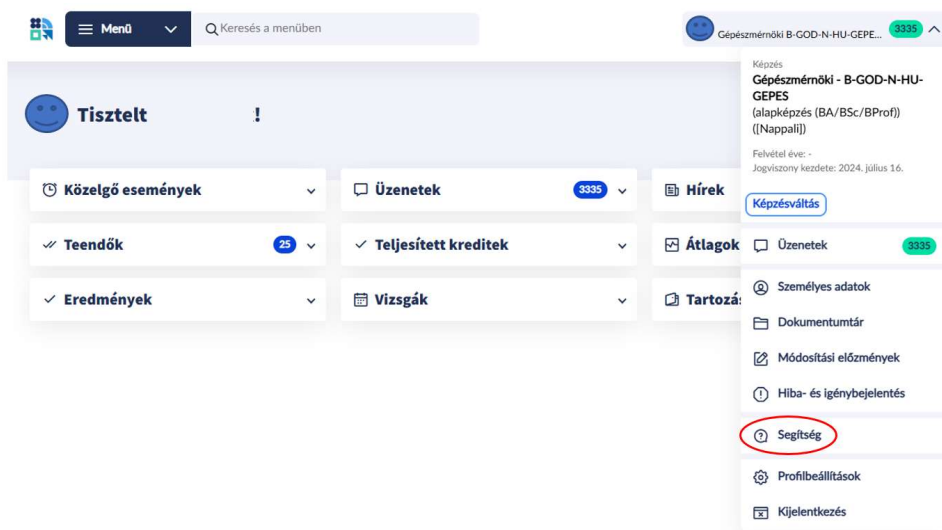 Menü
Keresés a menüben
Gépészmérnöki B-GOD-N-HU-GEPE... 3335
Tisztelt !
Közelgő események
Üzenetek 3335
Hírek
Teendők 25
Teljesített kreditek
Átlagok
Eredmények
Vizsgák
Tartozás
Képzés
Gépészmérnöki - B-GOD-N-HU-
GEPES
(alapképzés (BA/BSc/BProf))
([Nappali])
Felvétel éve: -
Jogviszony kezdete: 2024. július 16.
Képzésváltás
Üzenetek 3335
Személyes adatok
Dokumentumtár
Módosítási előzmények
Hiba- és igénybejelentés
Segítség
Profilbeállítások
Kijelentkezés